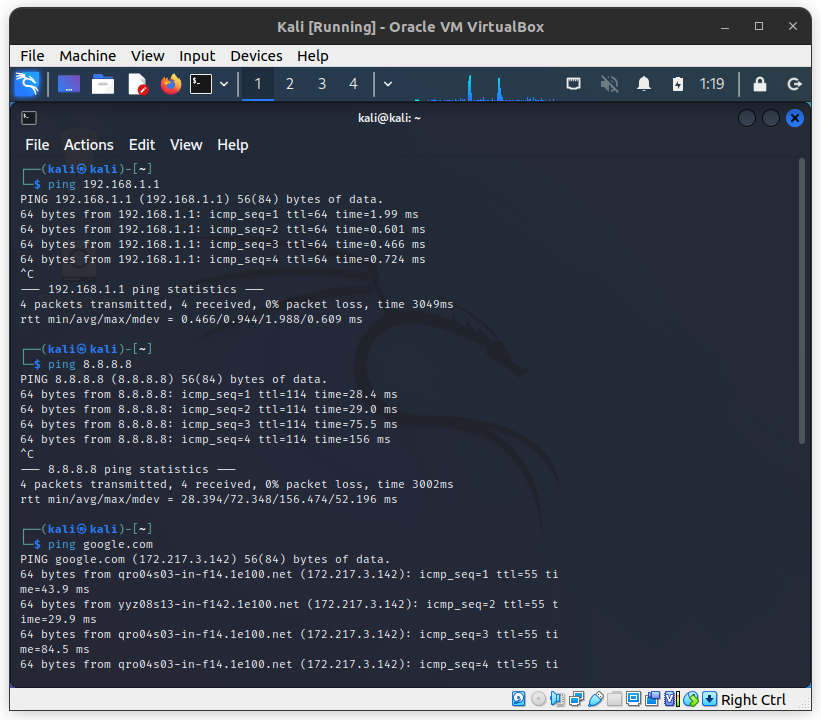 Kali [Running] - Oracle VM VirtualBox
File Machine View Input Devices Help
1 2 3 4 1:19
kali@kali: ~
File Actions Edit View Help
┌──(kali㉿kali)-[~]
└─$ ping 192.168.1.1
PING 192.168.1.1 (192.168.1.1) 56(84) bytes of data.
64 bytes from 192.168.1.1: icmp_seq=1 ttl=64 time=1.99 ms
64 bytes from 192.168.1.1: icmp_seq=2 ttl=64 time=0.601 ms
64 bytes from 192.168.1.1: icmp_seq=3 ttl=64 time=0.466 ms
64 bytes from 192.168.1.1: icmp_seq=4 ttl=64 time=0.724 ms
^C
--- 192.168.1.1 ping statistics ---
4 packets transmitted, 4 received, 0% packet loss, time 3049ms
rtt min/avg/max/mdev = 0.466/0.944/1.988/0.609 ms
┌──(kali㉿kali)-[~]
└─$ ping 8.8.8.8
PING 8.8.8.8 (8.8.8.8) 56(84) bytes of data.
64 bytes from 8.8.8.8: icmp_seq=1 ttl=114 time=28.4 ms
64 bytes from 8.8.8.8: icmp_seq=2 ttl=114 time=29.0 ms
64 bytes from 8.8.8.8: icmp_seq=3 ttl=114 time=75.5 ms
64 bytes from 8.8.8.8: icmp_seq=4 ttl=114 time=156 ms
^C
--- 8.8.8.8 ping statistics ---
4 packets transmitted, 4 received, 0% packet loss, time 3002ms
rtt min/avg/max/mdev = 28.394/72.348/156.474/52.196 ms
┌──(kali㉿kali)-[~]
└─$ ping google.com
PING google.com (172.217.3.142) 56(84) bytes of data.
64 bytes from qro04s03-in-f14.1e100.net (172.217.3.142): icmp_seq=1 ttl=55 ti
me=43.9 ms
64 bytes from yyz08s13-in-f142.1e100.net (172.217.3.142): icmp_seq=2 ttl=55 t
ime=29.9 ms
64 bytes from qro04s03-in-f14.1e100.net (172.217.3.142): icmp_seq=3 ttl=55 ti
me=84.5 ms
64 bytes from qro04s03-in-f14.1e100.net (172.217.3.142): icmp_seq=4 ttl=55 ti
Right Ctrl